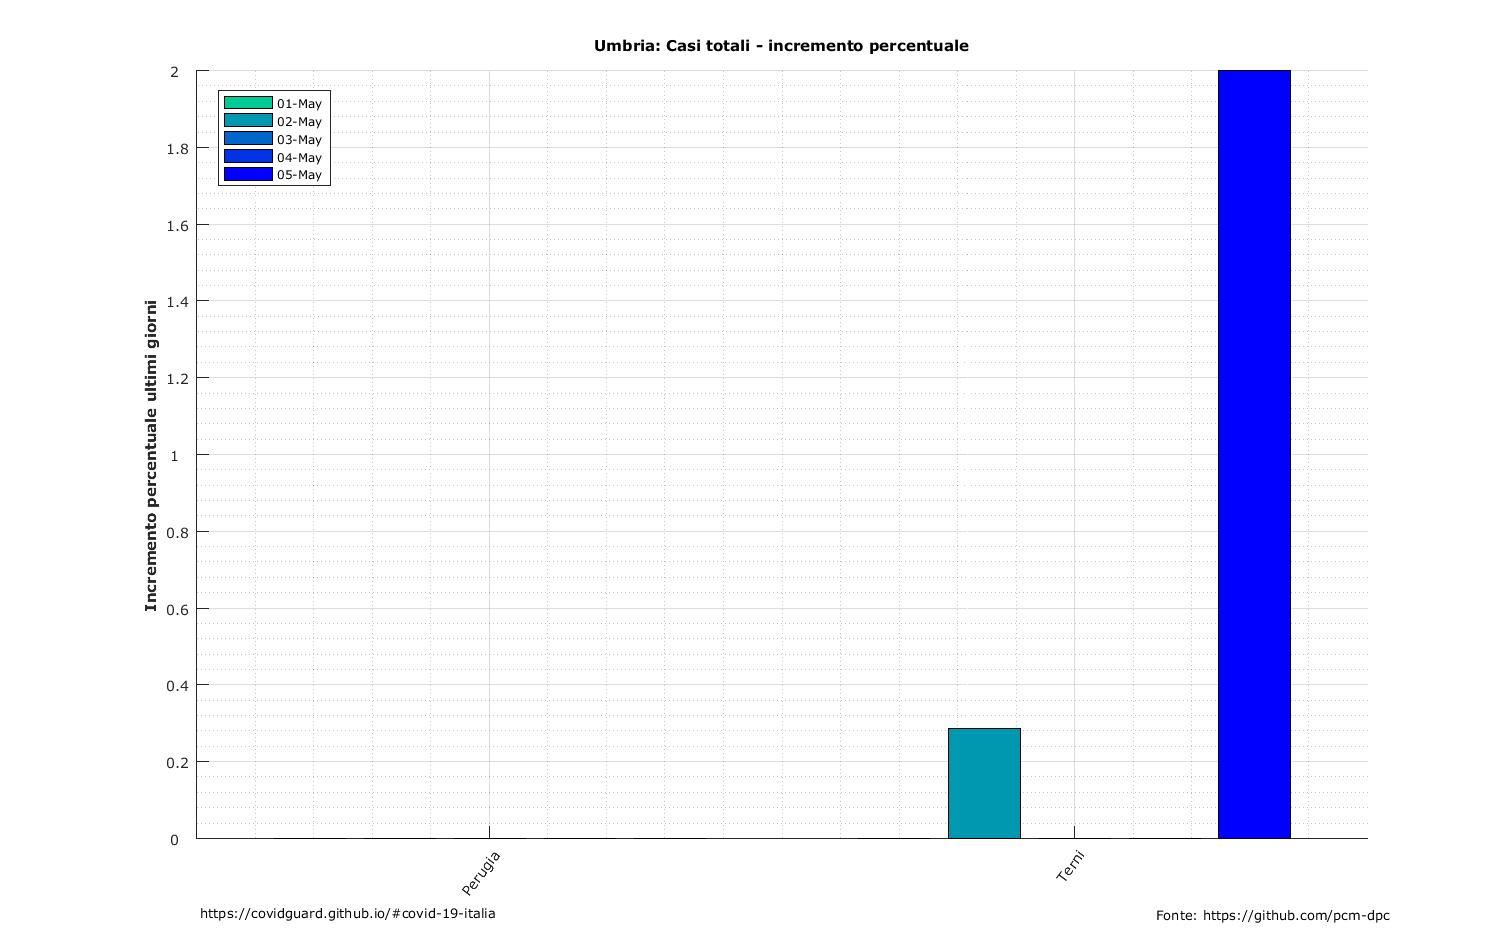 Umbria: Casi totali - incremento percentuale
01-May
02-May
03-May
04-May
05-May
2
1.8
1.6
1.4
1.2
1
0.8
0.6
0.4
0.2
0
Incremento percentuale ultimi giorni
Perugia
Terni
https://covidguard.github.io/#covid-19-italia
Fonte: https://github.com/pcm-dpc